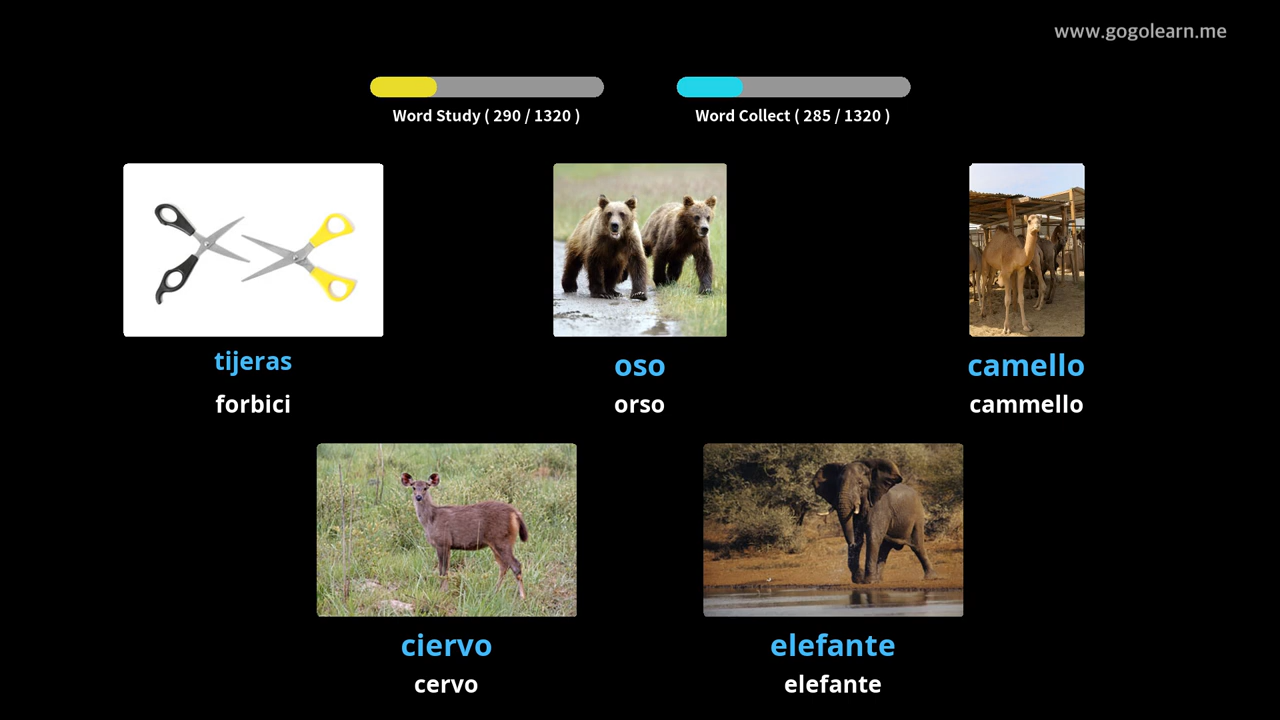 www.gogolearn.me
Word Study ( 290 / 1320 )
Word Collect ( 285 / 1320 )
tijeras
forbici
oso
orso
camello
cammello
ciervo
cervo
elefante
elefante